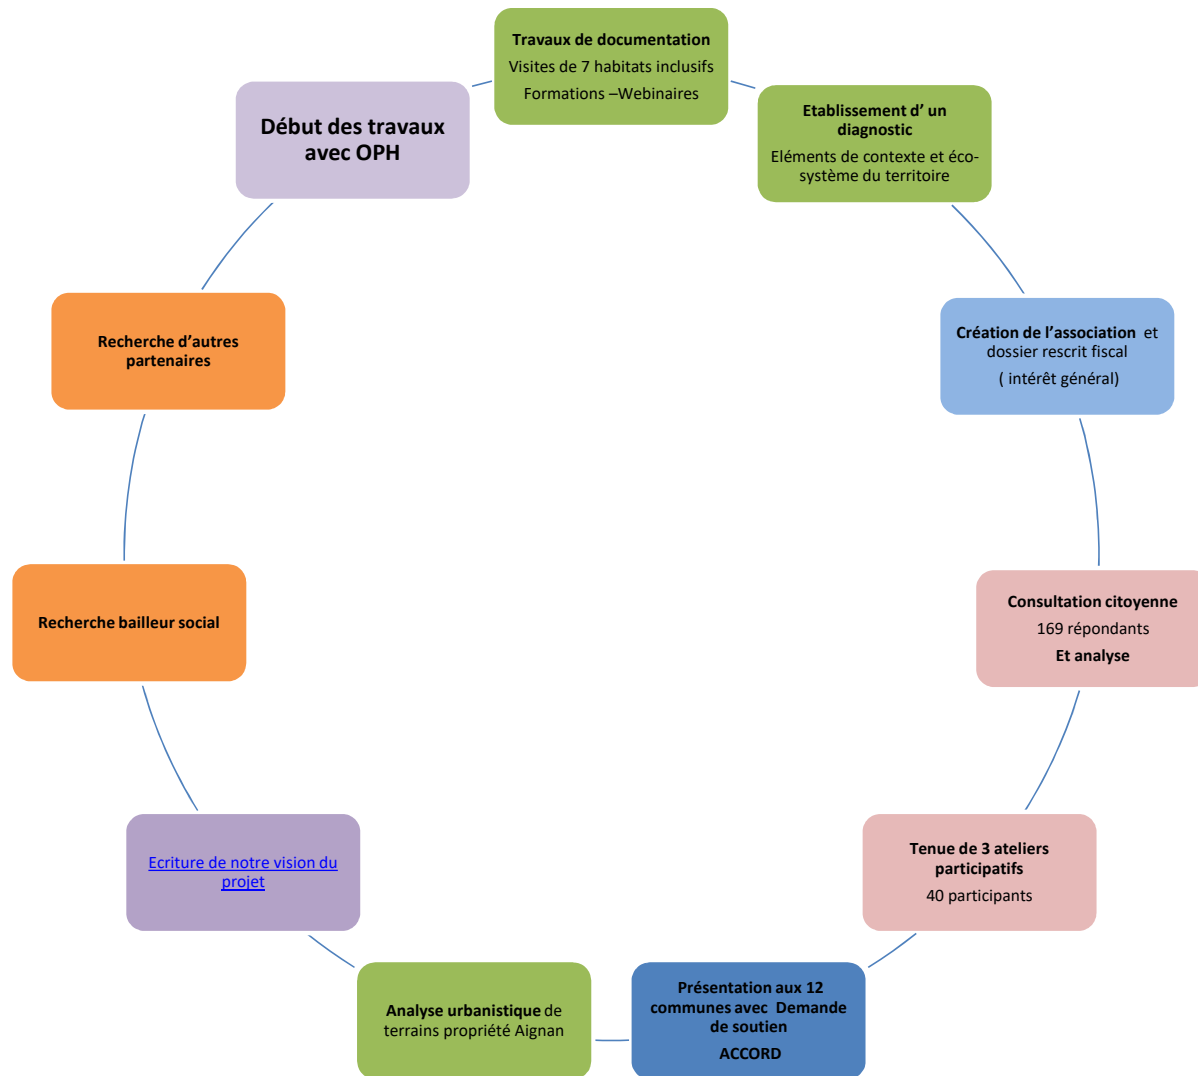 Travaux de documentation
Visites de 7 habitats inclusifs
Formations –Webinaires
Etablissement d’ un
diagnostic
Eléments de contexte et éco-
système du territoire
Création de l’association et
dossier rescrit fiscal
( intérêt général)
Consultation citoyenne
169 répondants
Et analyse
Tenue de 3 ateliers
participatifs
40 participants
Présentation aux 12
communes avec Demande
de soutien
ACCORD
Analyse urbanistique de
terrains propriété Aignan
Ecriture de notre vision du
projet
Recherche bailleur social
Recherche d’autres
partenaires
Début des travaux
avec OPH